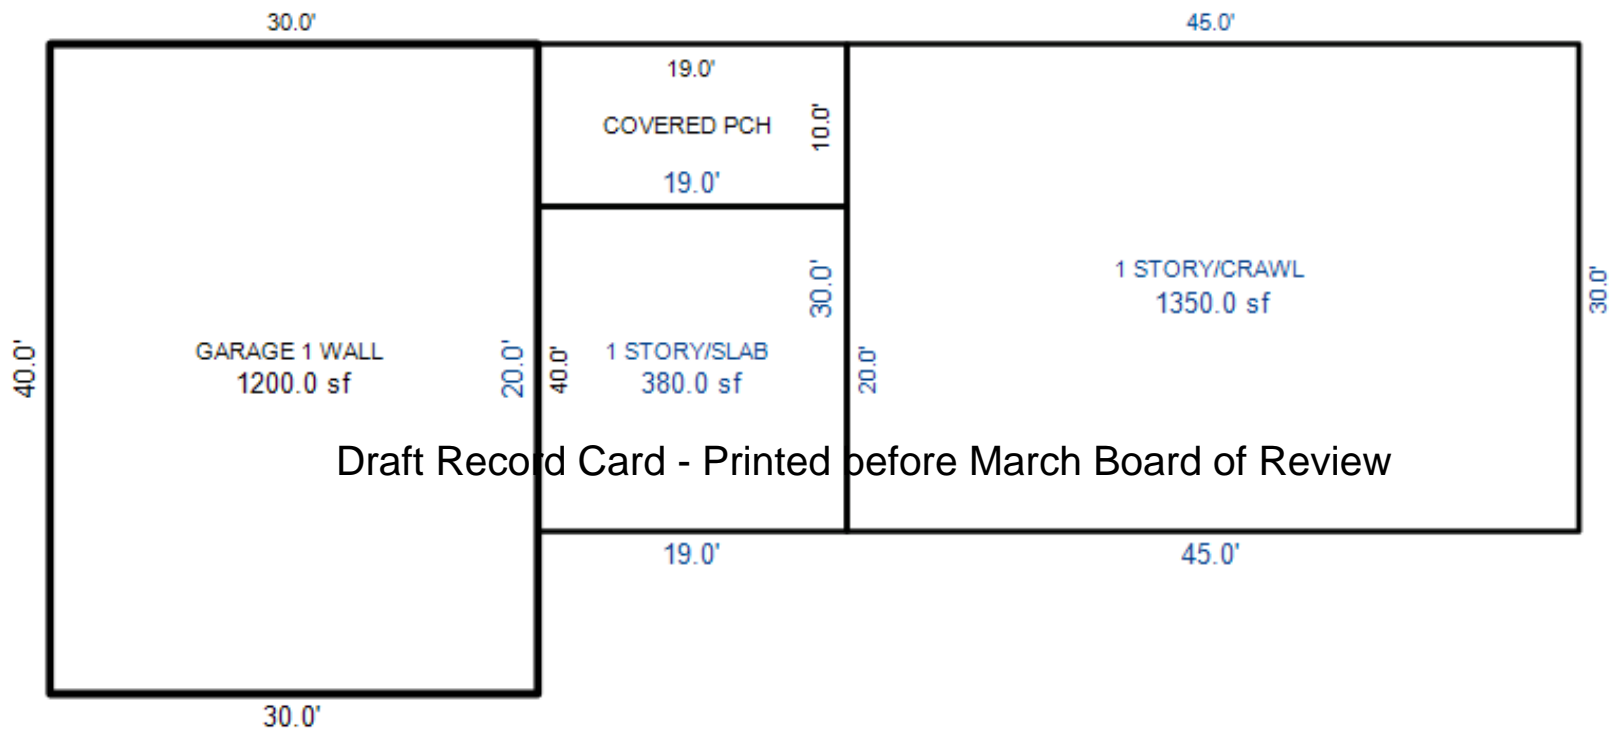 30.0'
45.0'
19.0'
COVERED PCH
10.0'
19.0'
30.0'
1 STORY/CRAWL
1350.0 sf
30.0'
40.0'
GARAGE 1 WALL
1200.0 sf
20.0'
40.0'
1 STORY/SLAB
380.0 sf
20.0'
Draft Record Card - Printed before March Board of Review
19.0'
45.0'
30.0'